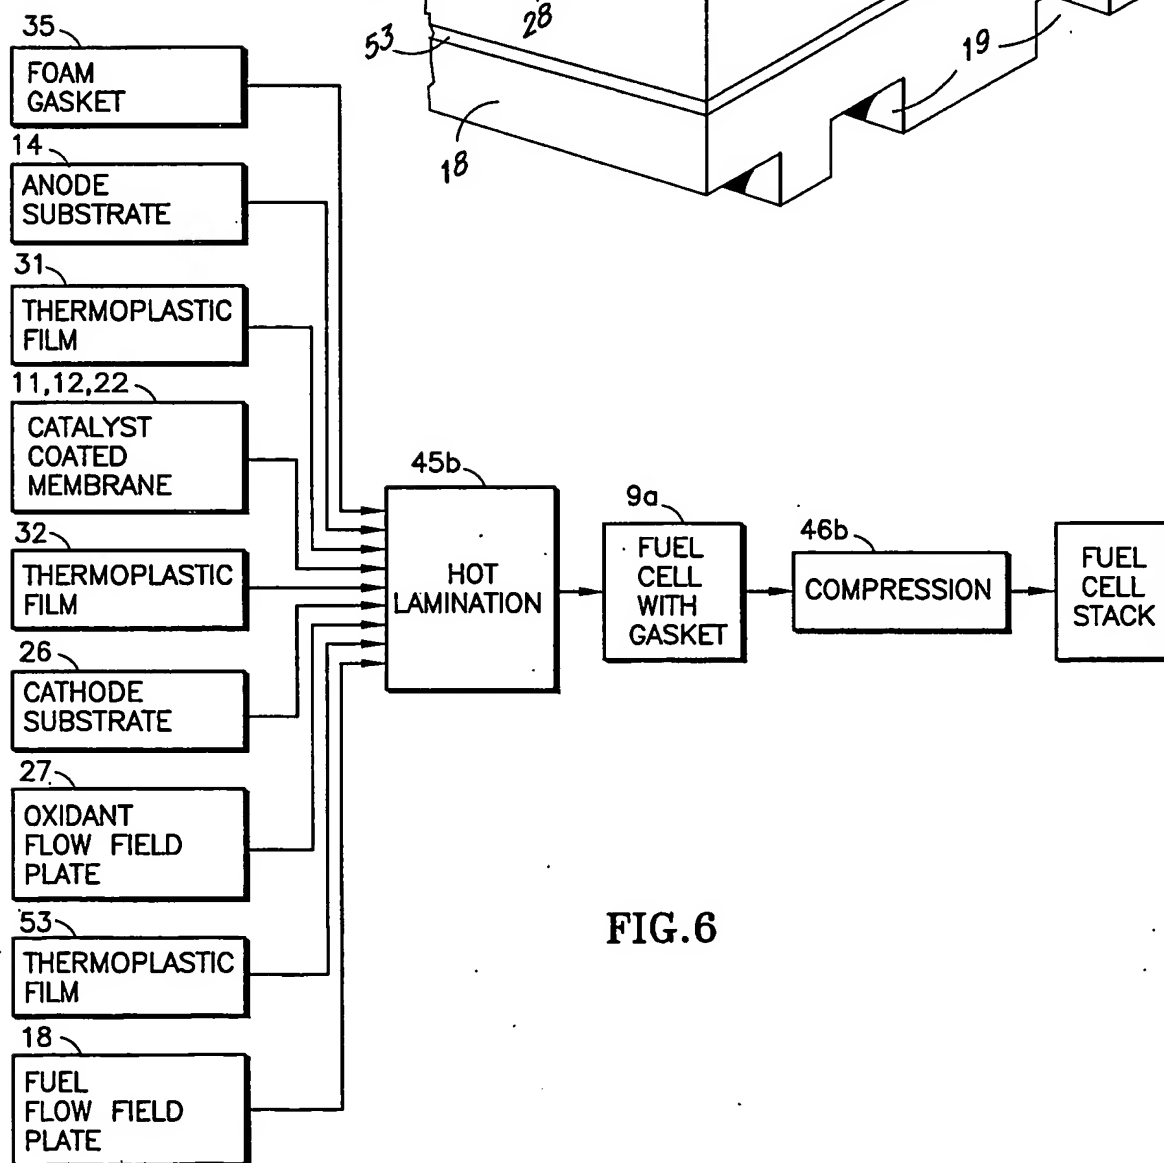 28
53
19
18
35
FOAM
GASKET
14
ANODE
SUBSTRATE
31
THERMOPLASTIC
FILM
11,12,22
CATALYST
COATED
MEMBRANE
32
THERMOPLASTIC
FILM
26
CATHODE
SUBSTRATE
27
OXIDANT
FLOW FIELD
PLATE
53
THERMOPLASTIC
FILM
18
FUEL
FLOW FIELD
PLATE
45b
HOT
LAMINATION
9a
FUEL
CELL
WITH
GASKET
46b
COMPRESSION
FUEL
CELL
STACK
FIG.6